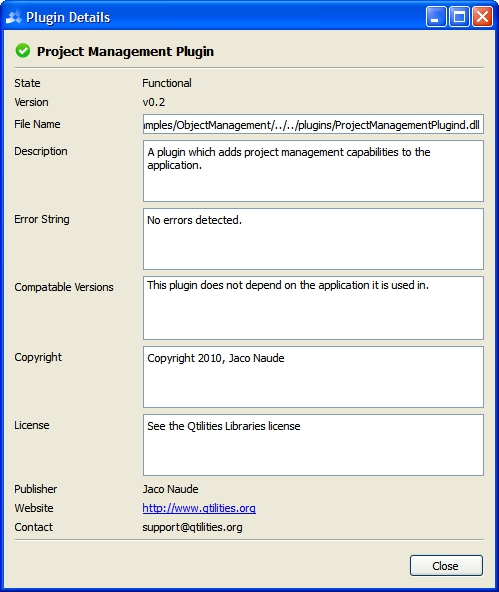 Plugin Details
Project Management Plugin
State Functional
Version v0.2
File Name mples/ObjectManagement/../../plugins/ProjectManagementPlugind.dll
Description A plugin which adds project management capabilities to the
application.
Error String No errors detected.
Compatable Versions This plugin does not depend on the application it is used in.
Copyright Copyright 2010, Jaco Naude
License See the Qtilities Libraries license
Publisher Jaco Naude
Website http://www.qtilities.org
Contact support@qtilities.org
Close